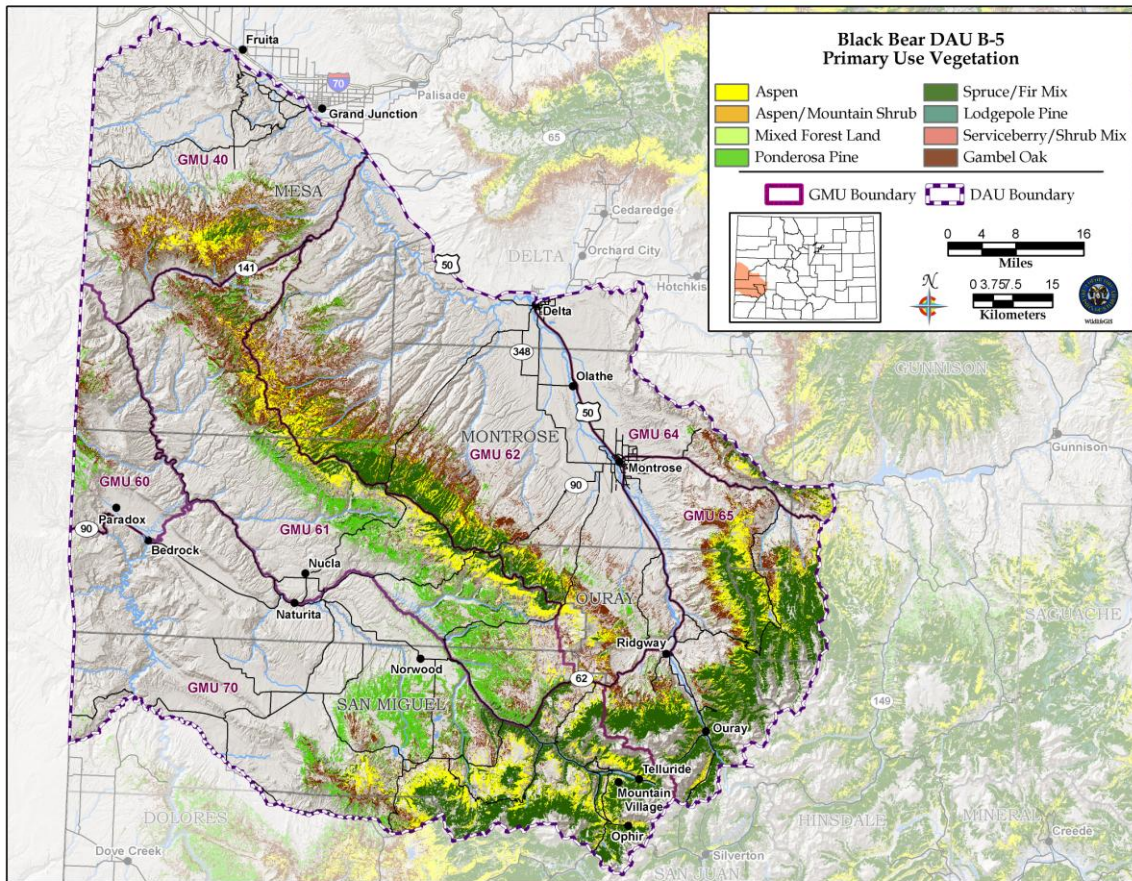 Black Bear DAU B-5
Primary Use Vegetation
Aspen
Aspen/Mountain Shrub
Mixed Forest Land
Ponderosa Pine
Spruce/Fir Mix
Lodgepole Pine
Serviceberry/Shrub Mix
Gambel Oak
GMU Boundary
DAU Boundary
0 4 8 16
Miles
N
0 3.75 7.5 15
Kilometers
Fruita
70
Palisade
Grand Junction
65
GMU 40
MESA
Cedaredge
DELTA
Orchard City
141
50
Hotchkis
Delta
348
Olathe
GUNNISON
50
MONTROSE
GMU 62
GMU 64
Gunnison
Montrose
GMU 60
90
Paradox
GMU 65
90
GMU 61
Bedrock
Nucla
Naturita
OURAY
SAGUACHE
Ridgway
Norwood
62
GMU 70
SAN MIGUEL
149
Ouray
Telluride
Mountain
Village
DOLORES
Ophir
HINSDALE
MINERAL
Creede
Dove Creek
Silverton
SAN JUAN